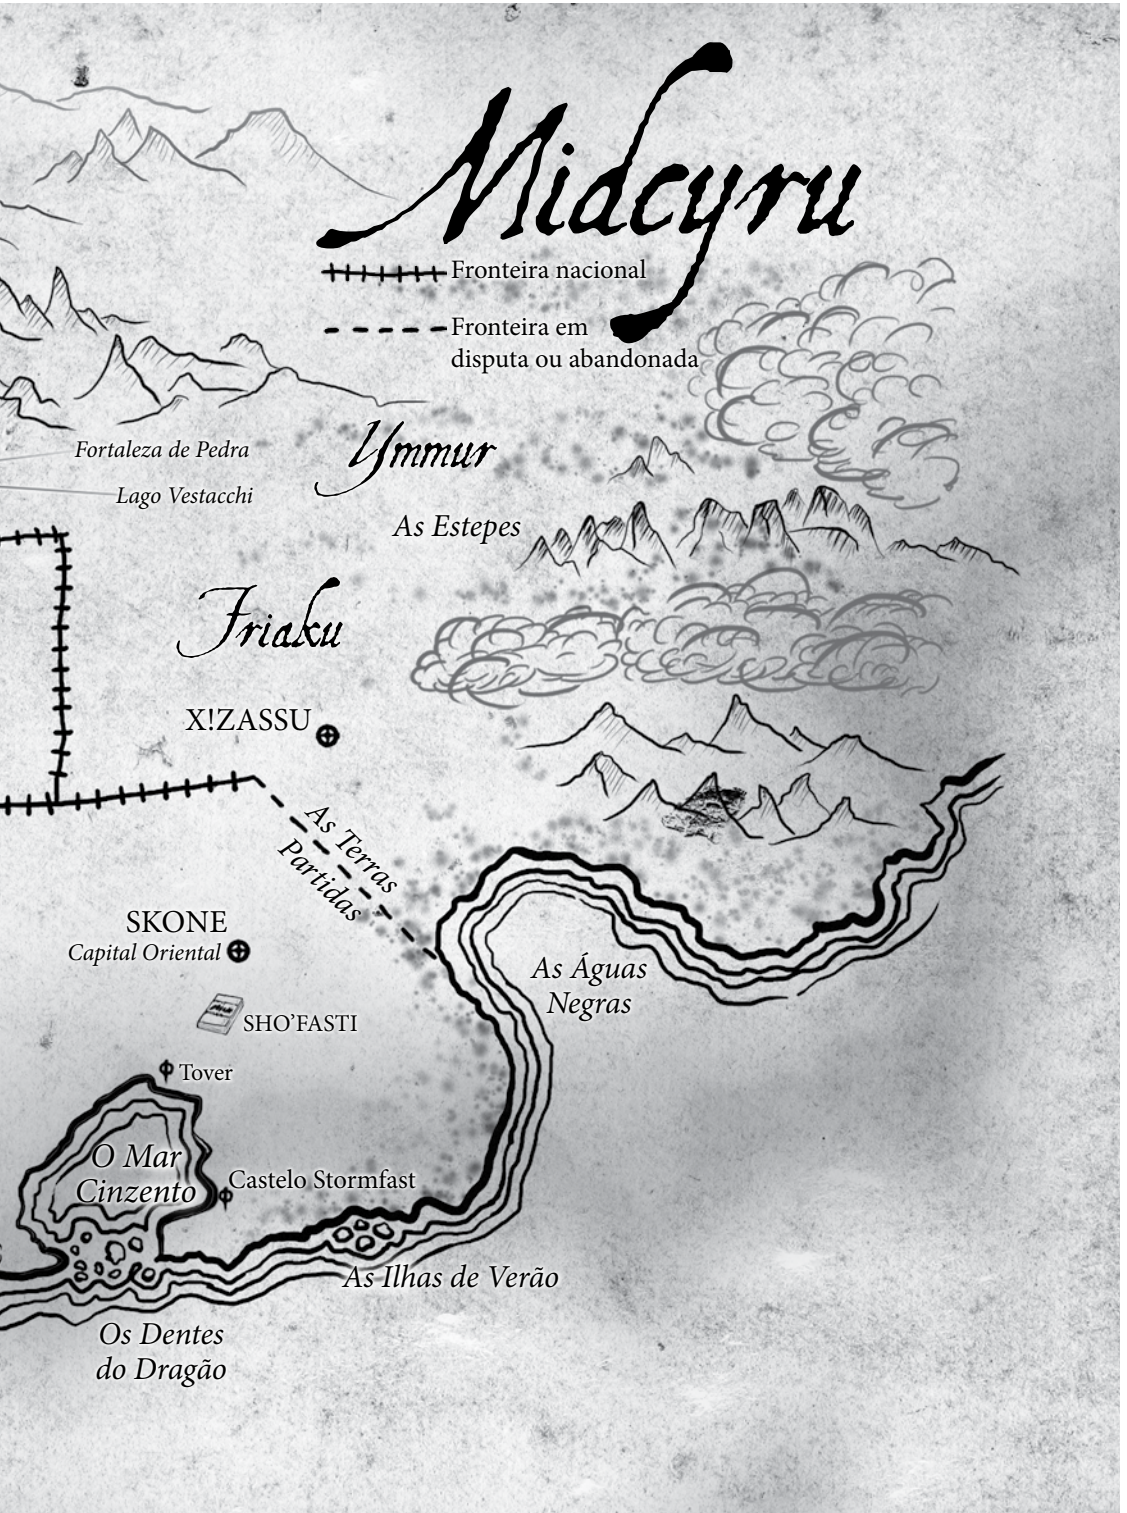 Midcyru
Fronteira nacional
Fronteira em
disputa ou abandonada
Ymmur
Fortaleza de Pedra
Lago Vestacchi
As Estepes
Friaku
X!ZASSU
As Terras
Partidas
SKONE
Capital Oriental
As Águas
Negras
SHO'FASTI
Tover
O Mar
Cinzento
Castelo Stormfast
As Ilhas de Verão
Os Dentes
do Dragão